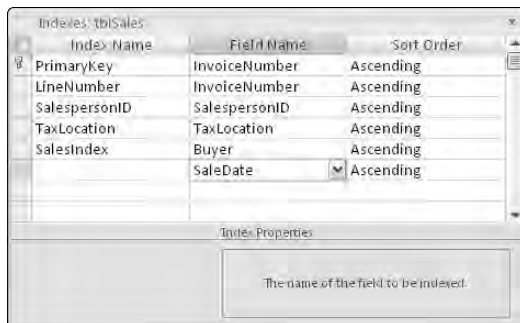 Indexes: tblSales
Index Name Field Name Sort Order
PrimaryKey InvoiceNumber Ascending
LineNumber InvoiceNumber Ascending
SalespersonID SalespersonID Ascending
TaxLocation TaxLocation Ascending
SalesIndex Buyer Ascending
SaleDate Ascending
Index Properties
The name of the field to be indexed.